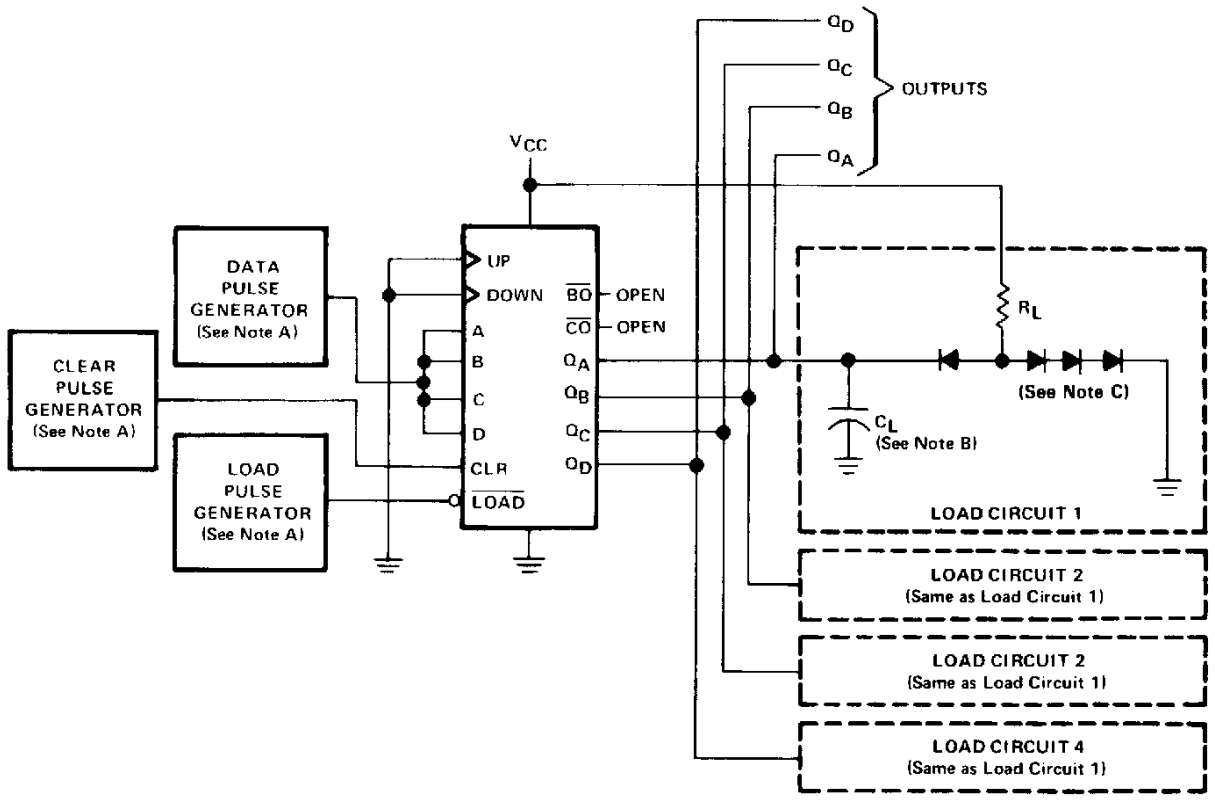 QD
QC
QB
QA
OUTPUTS
VCC
DATA
PULSE
GENERATOR
(See Note A)
CLEAR
PULSE
GENERATOR
(See Note A)
LOAD
PULSE
GENERATOR
(See Note A)
UP
DOWN
A
B
C
D
CLR
LOAD
BO
OPEN
CO
OPEN
QA
QB
QC
QD
RL
(See Note C)
CL
(See Note B)
LOAD CIRCUIT 1
LOAD CIRCUIT 2
(Same as Load Circuit 1)
LOAD CIRCUIT 2
(Same as Load Circuit 1)
LOAD CIRCUIT 4
(Same as Load Circuit 1)